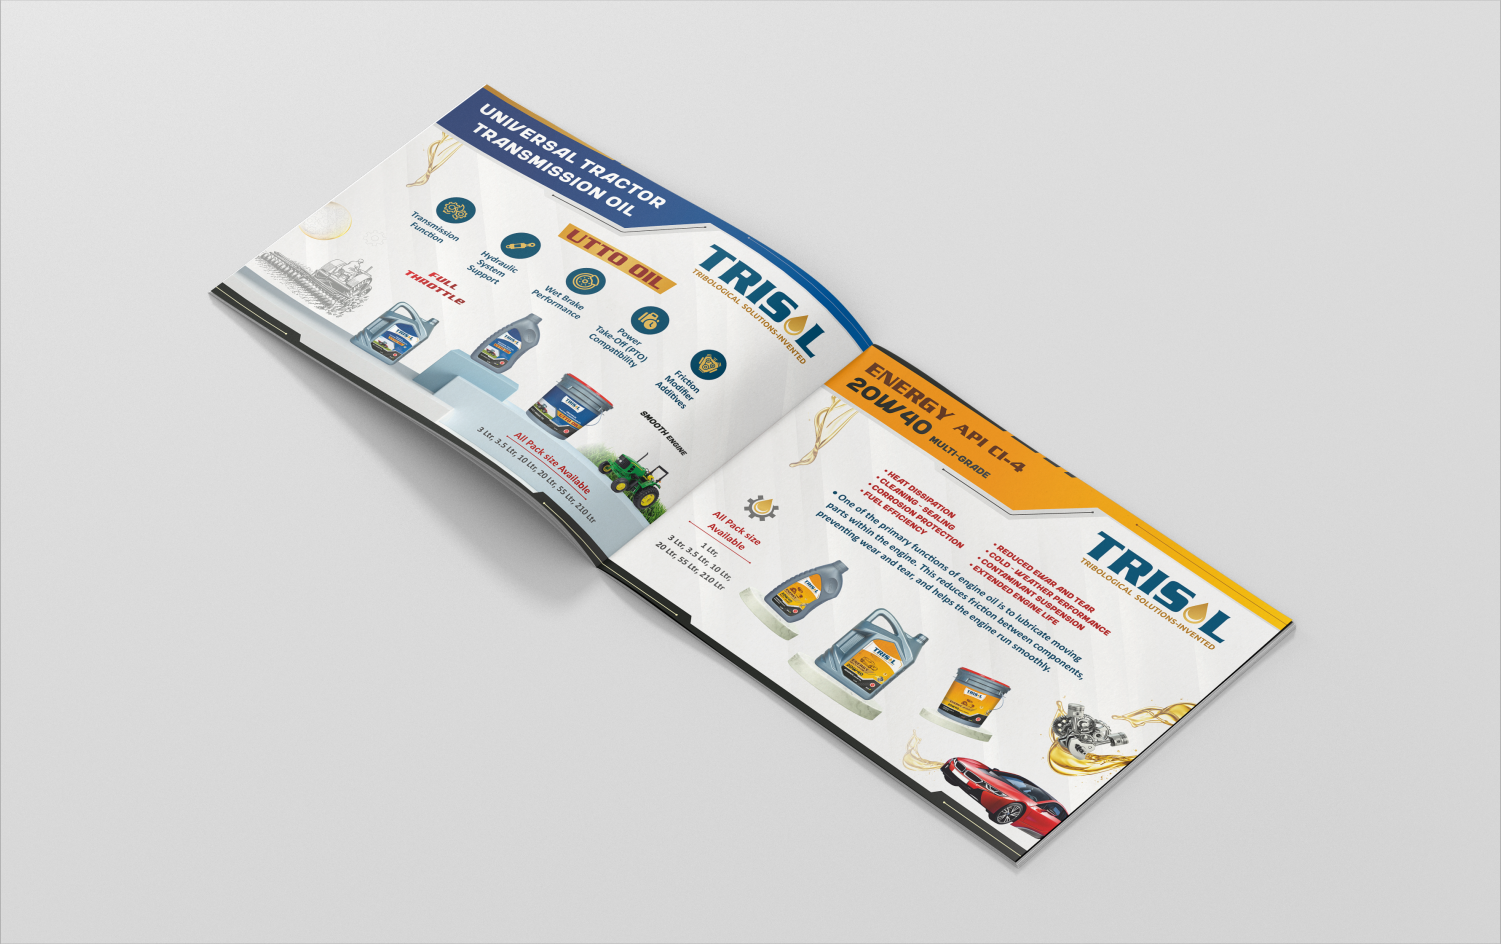 UNIVERSAL TRACTOR
TRANSMISSION OIL
UTTO OIL
TRISOL
TRIBOLOGICAL SOLUTIONS-INVENTED
Transmission
Function
Hydraulic
System
Support
Wet Brake
Performance
Power
Take-Off (PTO)
Compatibility
Friction
Modifier
Additives
FULL
THROTTLE
SMOOTH ENGINE
All Pack size Available
3 Ltr, 3.5 Ltr, 10 Ltr, 20 Ltr, 55 Ltr, 210 Ltr
ENERGY API CI-4
20W40 MULTI-GRADE
TRISOL
TRIBOLOGICAL SOLUTIONS-INVENTED
• HEAT DISSIPATION
• CLEANING - SEALING
• CORROSION PROTECTION
• FUEL EFFICIENCY
• REDUCED EWAR AND TEAR
• COLD - WEATHER PERFORMANCE
• CONTAMINANT SUSPENSION
• EXTENDED ENGINE LIFE
• One of the primary functions of engine oil is to lubricate moving
parts within the engine. This reduces friction between components,
preventing wear and tear, and helps the engine run smoothly.
All Pack size
Available
1 Ltr,
3 Ltr, 3.5 Ltr, 10 Ltr,
20 Ltr, 55 Ltr, 210 Ltr